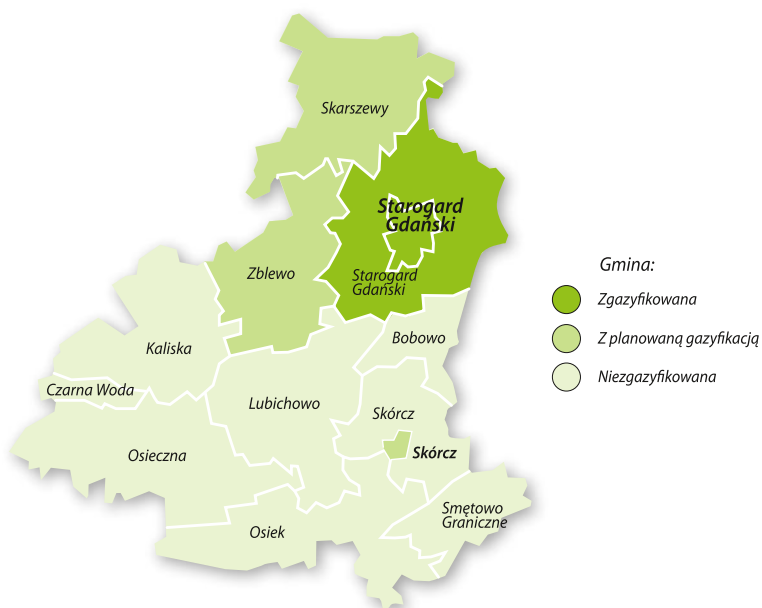 Skarszewy
Starogard
Gdański
Zblewo
Starogard
Gdański
Gmina:
Zgazyfikowana
Z planowaną gazyfikacją
Niezgazyfikowana
Bobowo
Kaliska
Czarna Woda
Lubichowo
Skórcz
Skórcz
Osieczna
Smętowo
Graniczne
Osiek